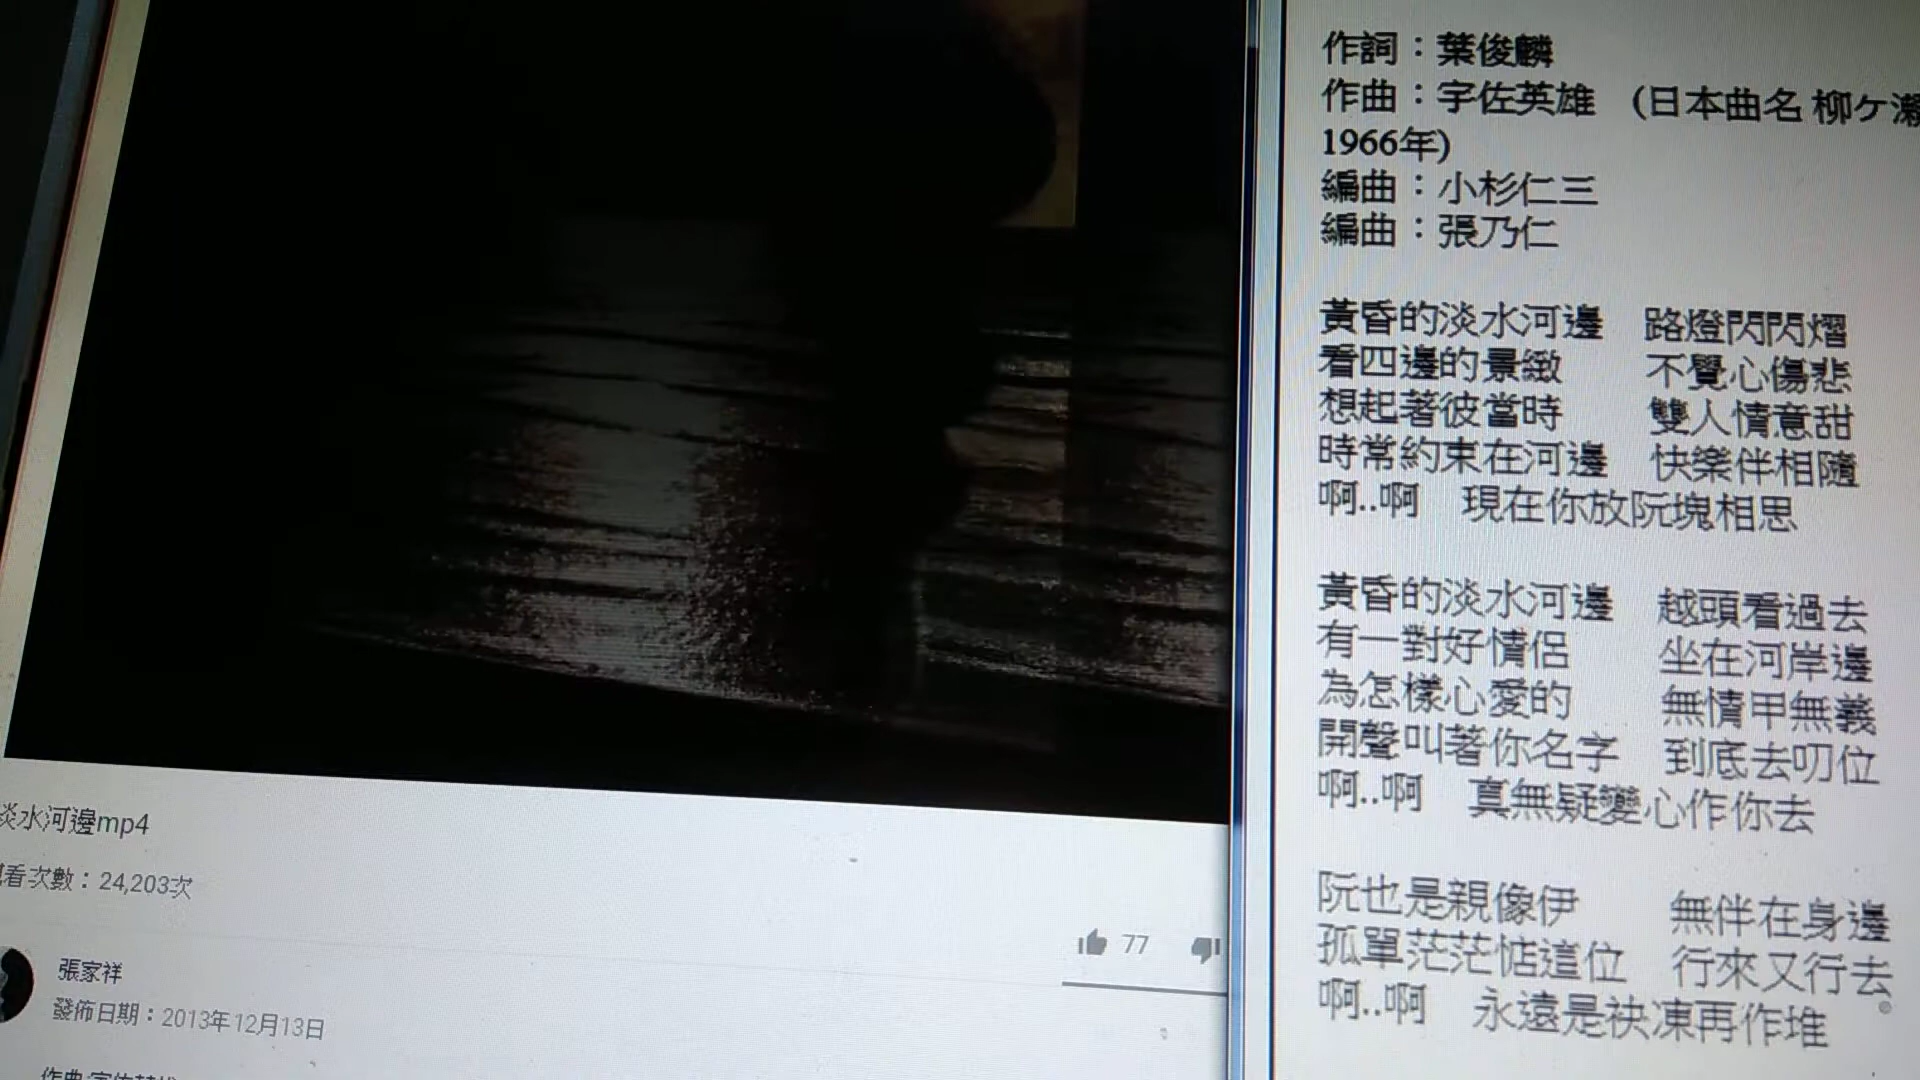 淡水河邊mp4
觀看次數：24,203次
77
張家祥
發佈日期：2013年12月13日
作詞：葉俊麟
作曲：宇佐英雄 (日本曲名 柳ケ瀨
1966年)
編曲：小杉仁三
編曲：張乃仁
黃昏的淡水河邊 路燈閃閃熠
看四邊的景緻 不覺心傷悲
想起著彼當時 雙人情意甜
時常約束在河邊 快樂伴相隨
啊..啊 現在你放阮塊相思
黃昏的淡水河邊 越頭看過去
有一對好情侶 坐在河岸邊
為怎樣心愛的 無情甲無義
開聲叫著你名字 到底去叨位
啊..啊 真無疑變心作你去
阮也是親像伊 無伴在身邊
孤單茫茫惦這位 行來又行去
啊..啊 永遠是袂凍再作堆